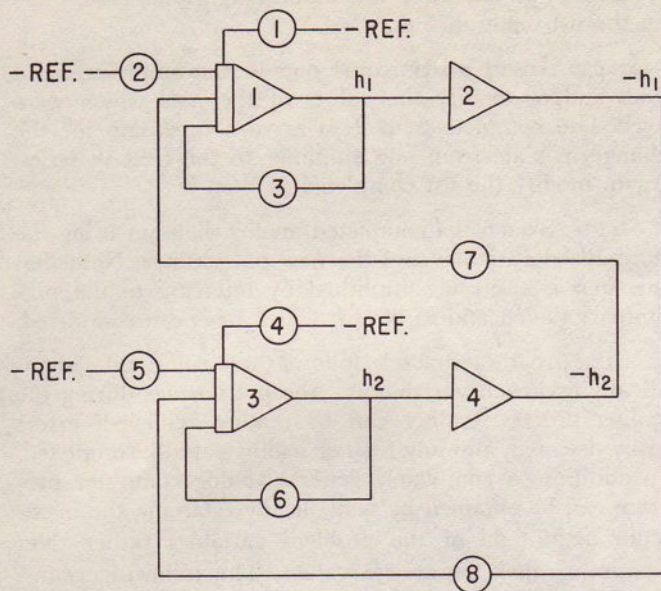 1 — REF.
— REF. 2 1 h₁ 2 —h₁
3
7
4 — REF.
— REF. 5 3 h₂ 4 —h₂
6
8